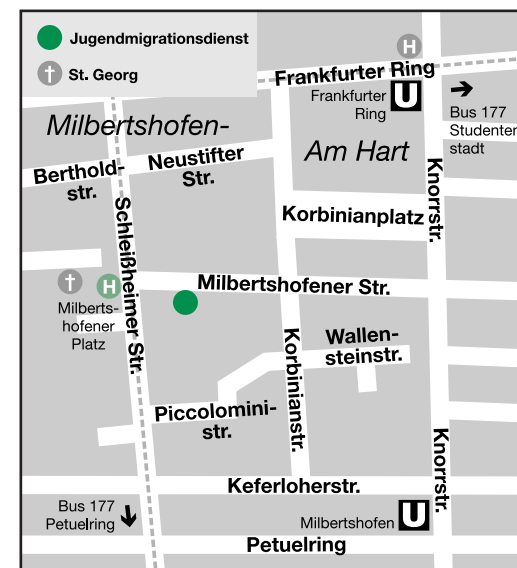 Jugendmigrationsdienst
† St. Georg
H
Frankfurter Ring
Frankfurter
Ring
U
Bus 177
Studenten
stadt
Milbertshofen-
Am Hart
Berthold-
str.
Neustifter
Str.
Knorrstr.
Schleißheimer Str.
Korbinianplatz
†
H
Milberts-
hofener
Platz
Milbertshofener Str.
Korbinianstr.
Wallen-
steinstr.
Piccolomini-
str.
Knorrstr.
Keferloherstr.
Bus 177
Petuelring
Milbertshofen
U
Petuelring